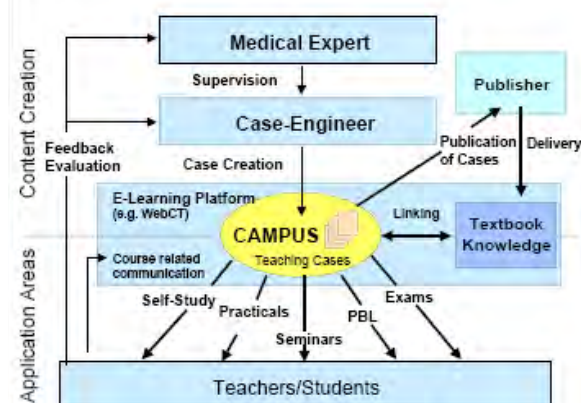 Content Creation
Application Areas
Medical Expert
Supervision
Case-Engineer
Publisher
Feedback
Evaluation
Case Creation
Publication
of Cases
Delivery
E-Learning Platform
(e.g. WebCT)
CAMPUS
Teaching Cases
Linking
Textbook
Knowledge
Course related
communication
Self-Study
Practicals
Seminars
PBL
Exams
Teachers/Students